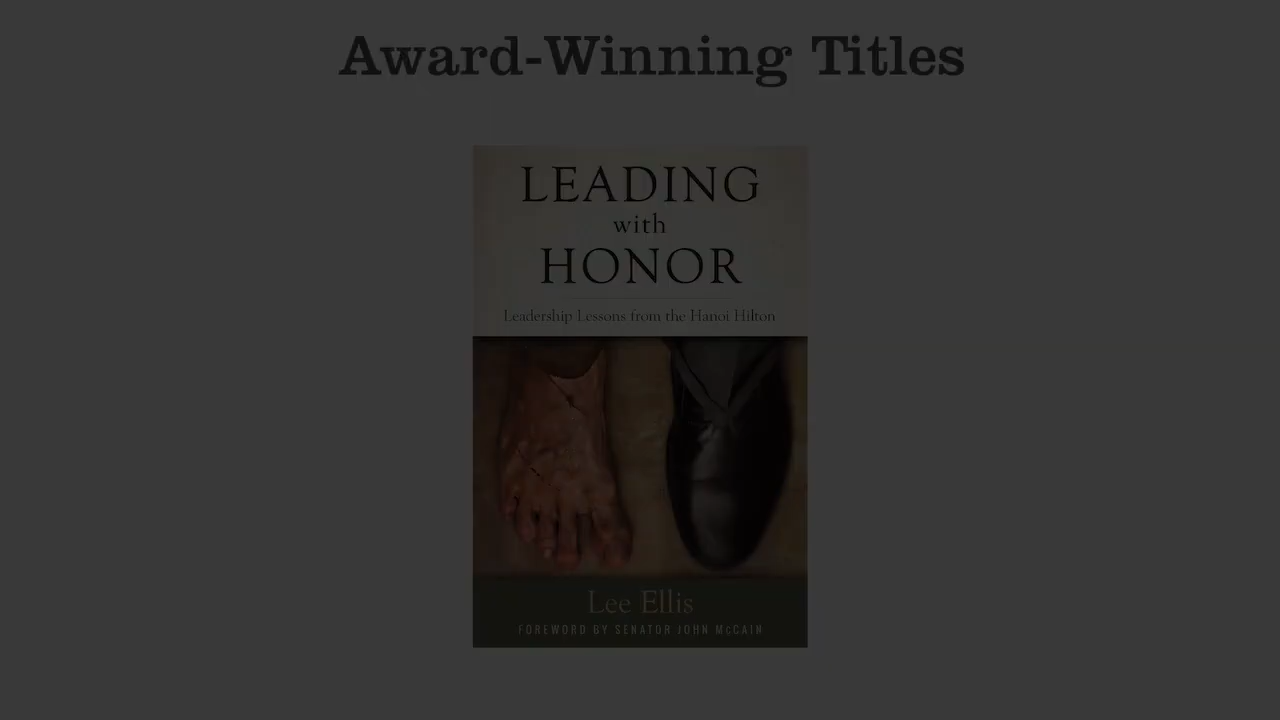 Award-Winning Titles
LEADING
with
HONOR
Leadership Lessons from the Hanoi Hilton
Lee Ellis
FOREWORD BY SENATOR JOHN McCAIN